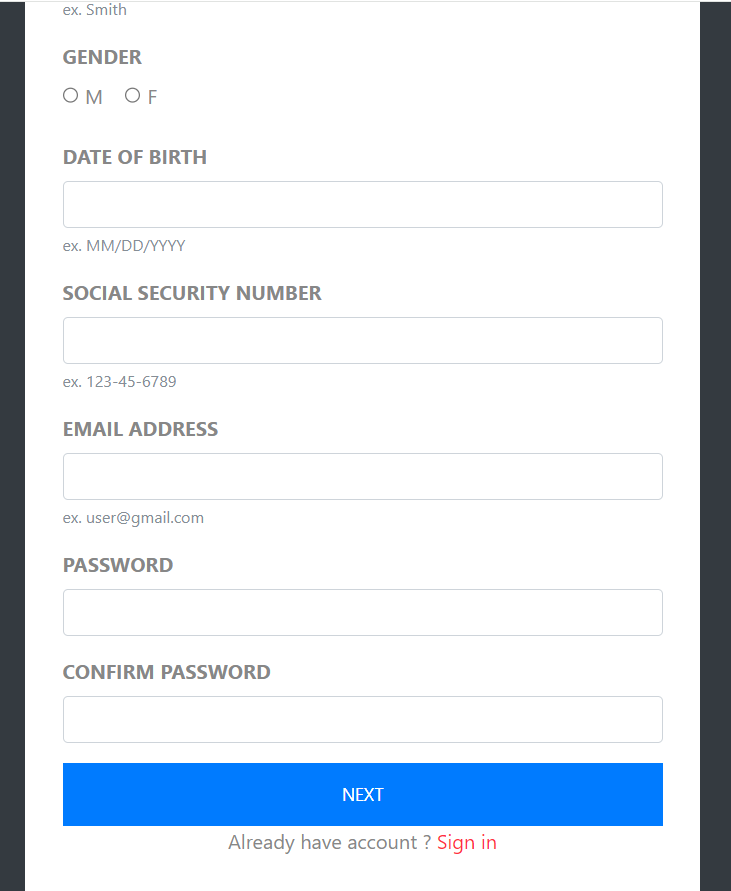 ex. Smith
GENDER
M F
DATE OF BIRTH
ex. MM/DD/YYYY
SOCIAL SECURITY NUMBER
ex. 123-45-6789
EMAIL ADDRESS
ex. user@gmail.com
PASSWORD
CONFIRM PASSWORD
NEXT
Already have account ? Sign in